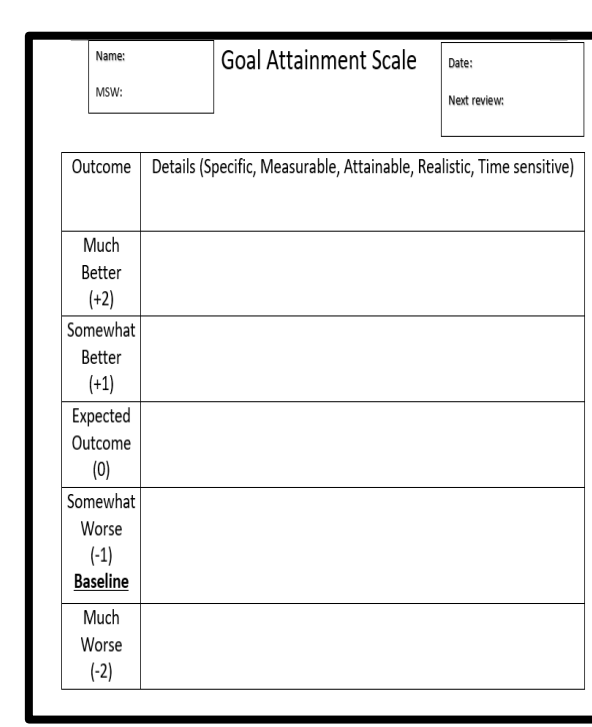 Name:
MSW:
Goal Attainment Scale
Date:
Next review:
Outcome
Details (Specific, Measurable, Attainable, Realistic, Time sensitive)
Much
Better
(+2)
Somewhat
Better
(+1)
Expected
Outcome
(0)
Somewhat
Worse
(-1)
Baseline
Much
Worse
(-2)